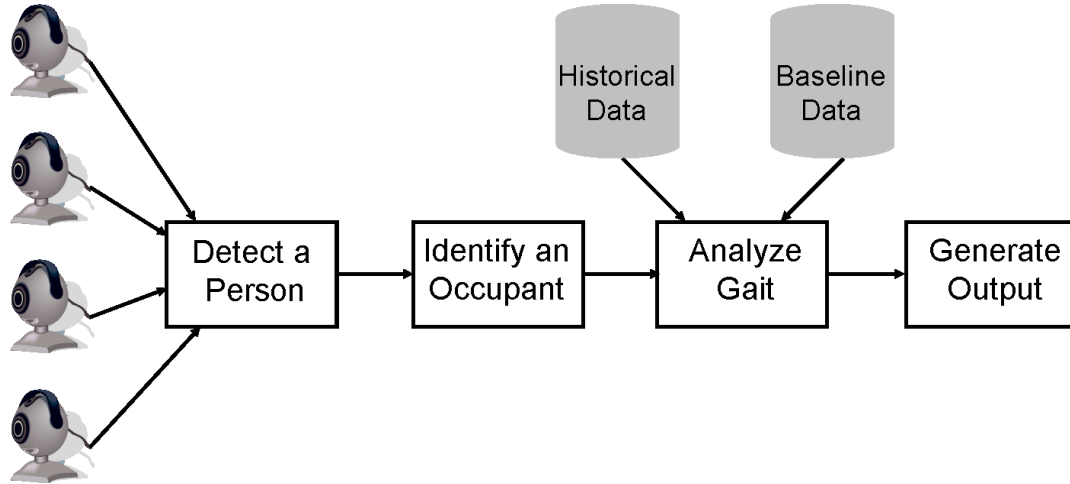 Historical
Data
Baseline
Data
Detect a
Person
Identify an
Occupant
Analyze
Gait
Generate
Output